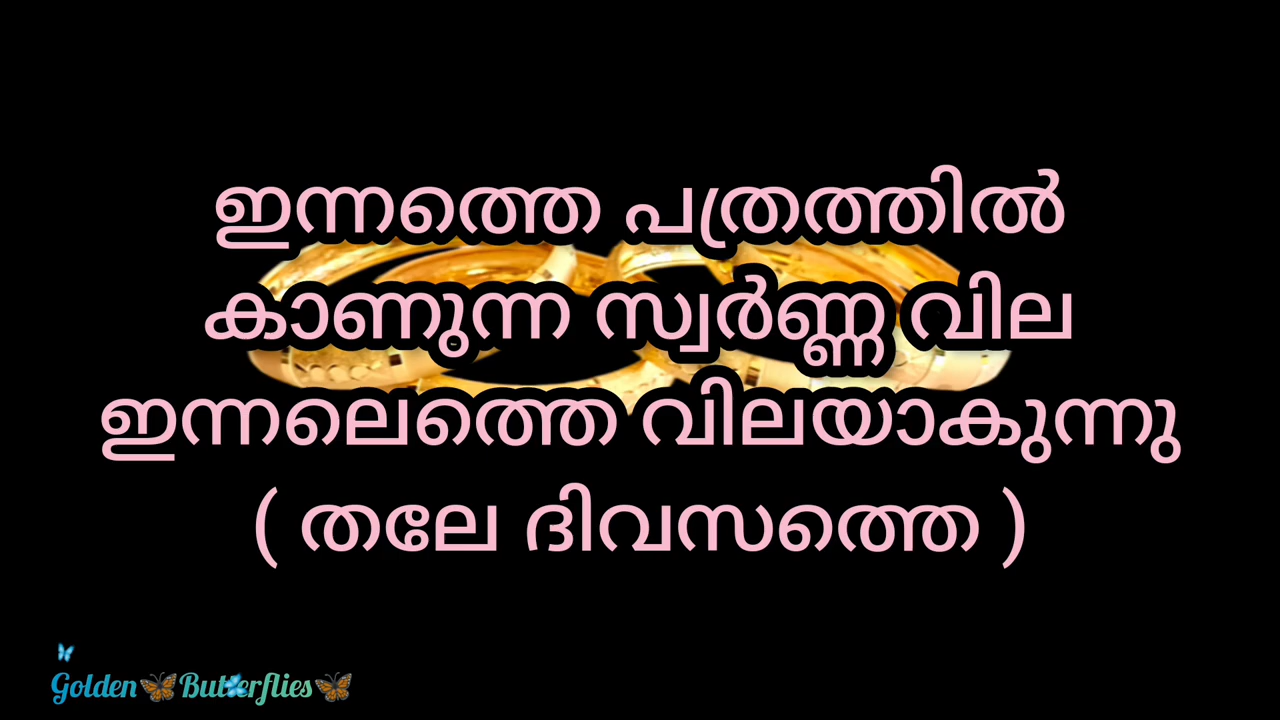 ഇന്നത്തെ പത്രത്തിൽ
കാണുന്ന സ്വർണ്ണ വില
ഇന്നലെത്തെ വിലയാകുന്നു
( തലേ ദിവസത്തെ )
Golden🦋Butterflies🦋